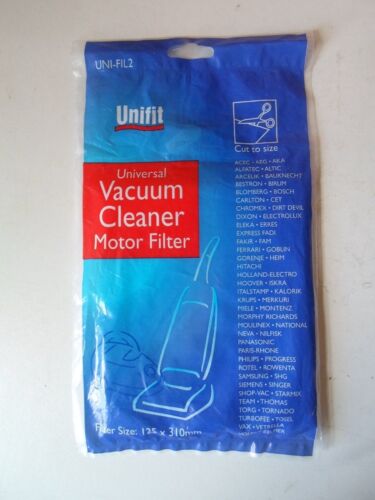 UNI-FIL2
Unifit
Universal
Vacuum
Cleaner
Motor Filter
Filter Size: 125 x 310mm
Cut to size
ACEC • AEG • AKA
ALFATEC • ALTIC
ARCELIK • BAUKNECHT
BESTRON • BIRUM
BLOMBERG • BOSCH
CARLTON • CET
CHROMEX • DIRT DEVIL
DIXON • ELECTROLUX
ELEKA • ERRES
EXPRESS FADI
FAKIR • FAM
FERRARI • GOBLIN
GORENJE • HEIM
HITACHI
HOLLAND-ELECTRO
HOOVER • ISKRA
ITALSTAMP • KALORIK
KRUPS • MERKURI
MIELE • MONTENZ
MORPHY RICHARDS
MOULINEX • NATIONAL
NEVA • NILFISK
PANASONIC
PARIS-RHONE
PHILIPS • PROGRESS
ROTEL • ROWENTA
SAMSUNG • SHG
SIEMENS • SINGER
SHOP-VAC • STARMIX
TEAM • THOMAS
TORG • TORNADO
TURBOFEE • TOSEL
VAX • VETRELLA